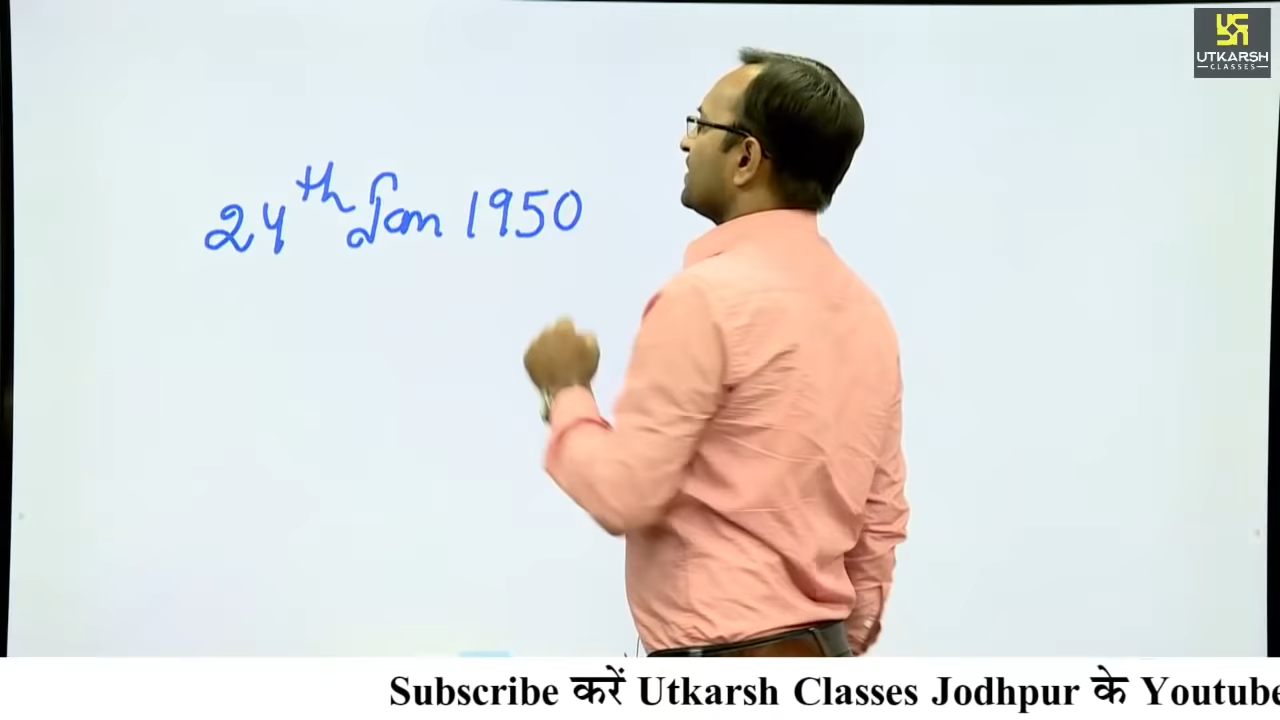 UTKARSH
CLASSES
24th Jan 1950
Subscribe करें Utkarsh Classes Jodhpur के Youtube